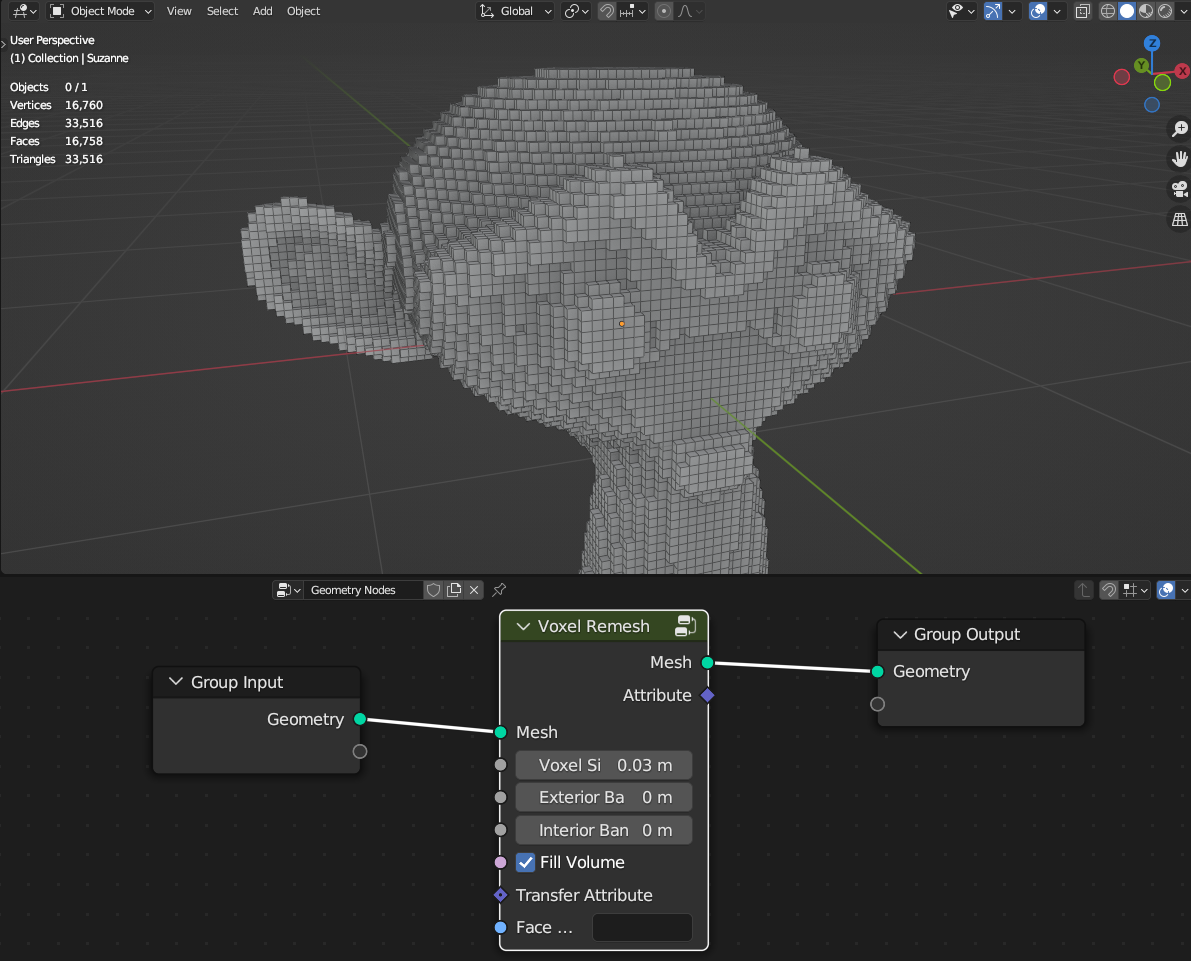 Object Mode View Select Add Object Global
User Perspective
(1) Collection | Suzanne
Objects 0 / 1
Vertices 16,760
Edges 33,516
Faces 16,758
Triangles 33,516
Z
Y
X
Geometry Nodes
Group Input
Geometry
Voxel Remesh
Mesh
Attribute
Mesh
Voxel Si 0.03 m
Exterior Ba 0 m
Interior Ban 0 m
Fill Volume
Transfer Attribute
Face ...
Group Output
Geometry